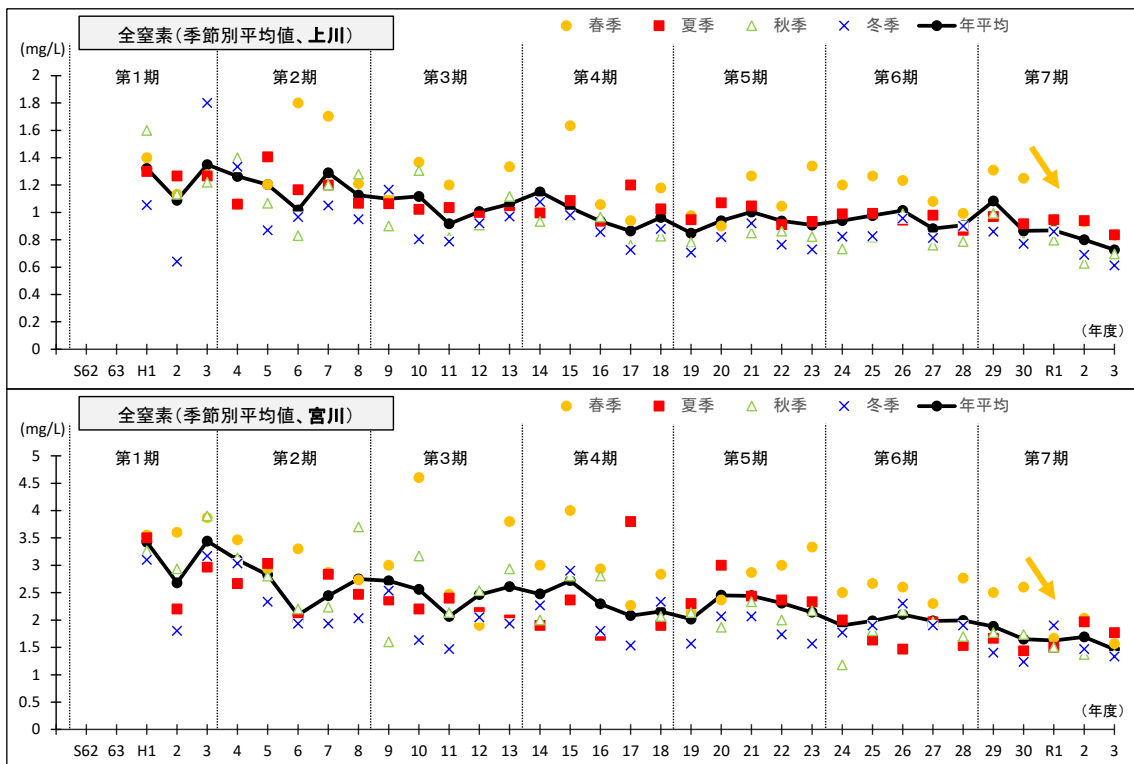 全窒素（季節別平均値、上川）
春季 夏季 秋季 冬季 年平均
(mg/L)
第1期 第2期 第3期 第4期 第5期 第6期 第7期
2
1.8
1.6
1.4
1.2
1
0.8
0.6
0.4
0.2
0
（年度）
S62 63 H1 2 3 4 5 6 7 8 9 10 11 12 13 14 15 16 17 18 19 20 21 22 23 24 25 26 27 28 29 30 R1 2 3
全窒素（季節別平均値、宮川）
春季 夏季 秋季 冬季 年平均
(mg/L)
第1期 第2期 第3期 第4期 第5期 第6期 第7期
5
4.5
4
3.5
3
2.5
2
1.5
1
0.5
0
（年度）
S62 63 H1 2 3 4 5 6 7 8 9 10 11 12 13 14 15 16 17 18 19 20 21 22 23 24 25 26 27 28 29 30 R1 2 3